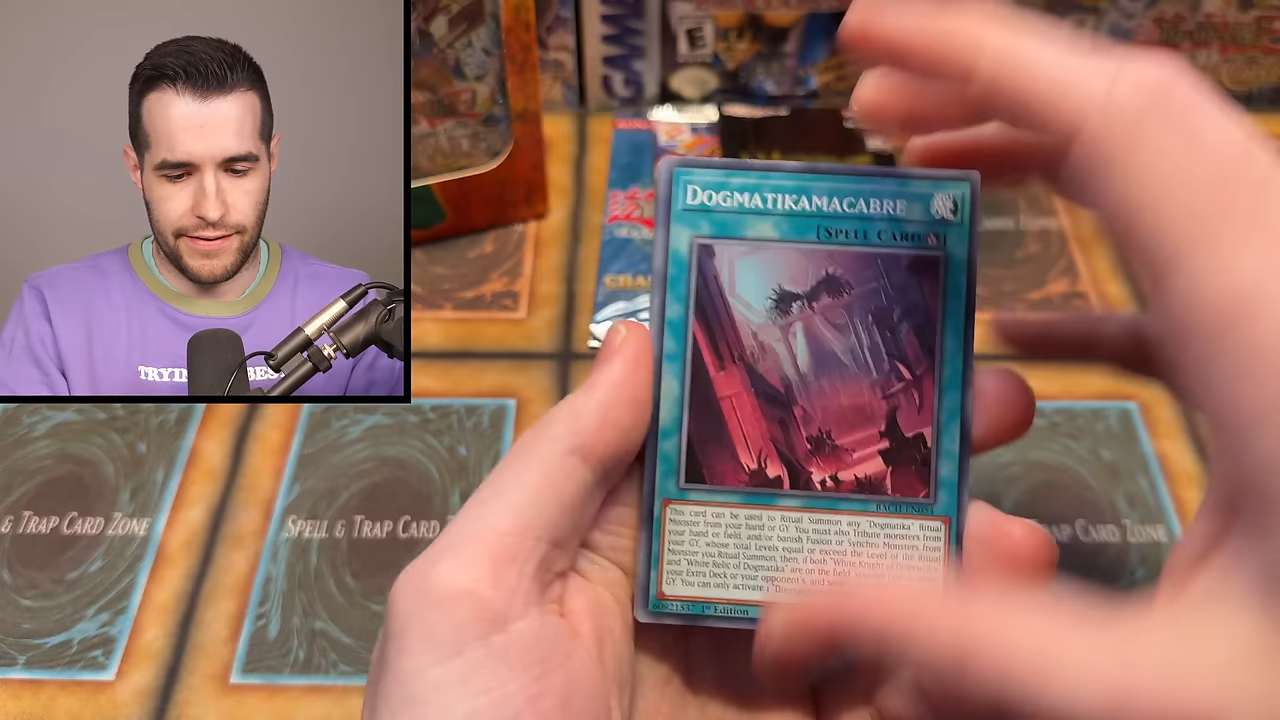 GAME
E
DOGMATIKAMACABRE
[SPELL CARD]
BACH-EN054
This card can be used to Ritual Summon any "Dogmatika" Ritual
Monster from your hand or GY. You must also Tribute monsters from
your hand or field, and/or banish Fusion or Synchro Monsters from
your GY, whose total Levels equal or exceed the Level of the Ritual
Monster you Ritual Summon, then, if both "White Knight of Dogmatika"
and "White Relic of Dogmatika" are on the field,
your Extra Deck or your opponent's, and
GY. You can only activate 1
60921537 1st Edition
TRYIN BES
& TRAP CARD ZONE
SPELL & TRAP CARD
TRAP CARD ZONE